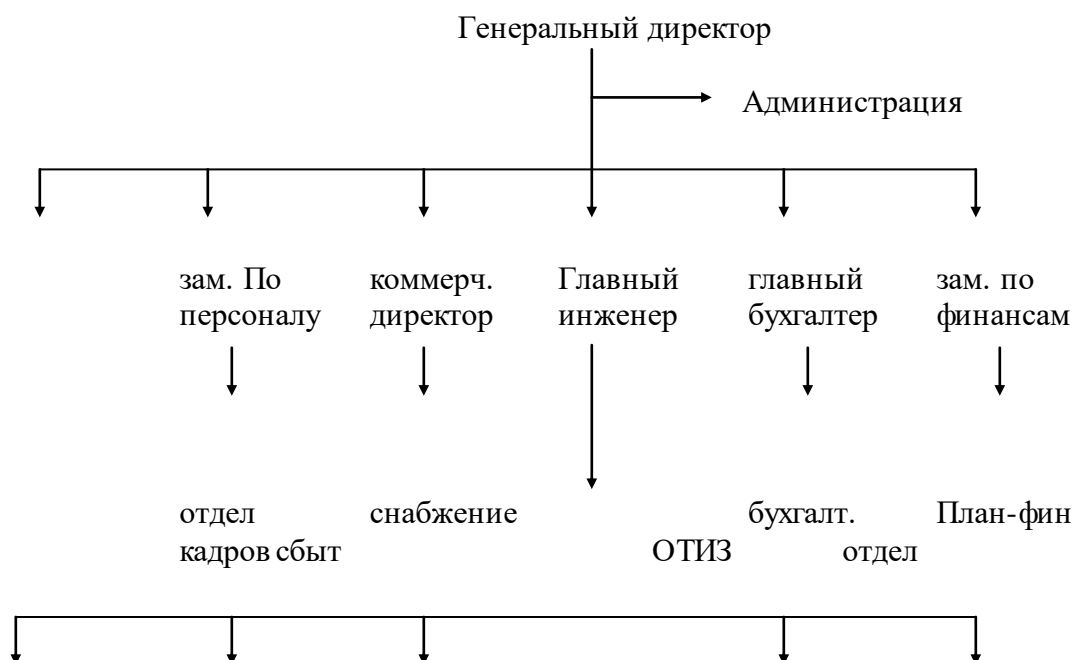 Генеральный директор
Администрация
зам. По коммерч. Главный главный зам. по
персоналу директор инженер бухгалтер финансам
отдел снабжение бухгалт. План-фин
кадров сбыт ОТИЗ отдел